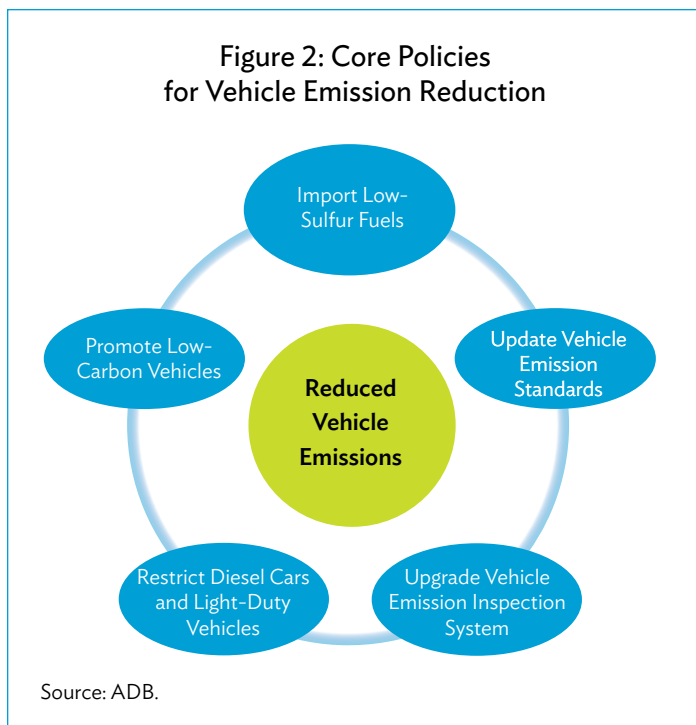 Figure 2: Core Policies
for Vehicle Emission Reduction
Import Low-
Sulfur Fuels
Promote Low-
Carbon Vehicles
Update Vehicle
Emission
Standards
Reduced
Vehicle
Emissions
Restrict Diesel Cars
and Light-Duty
Vehicles
Upgrade Vehicle
Emission Inspection
System
Source: ADB.